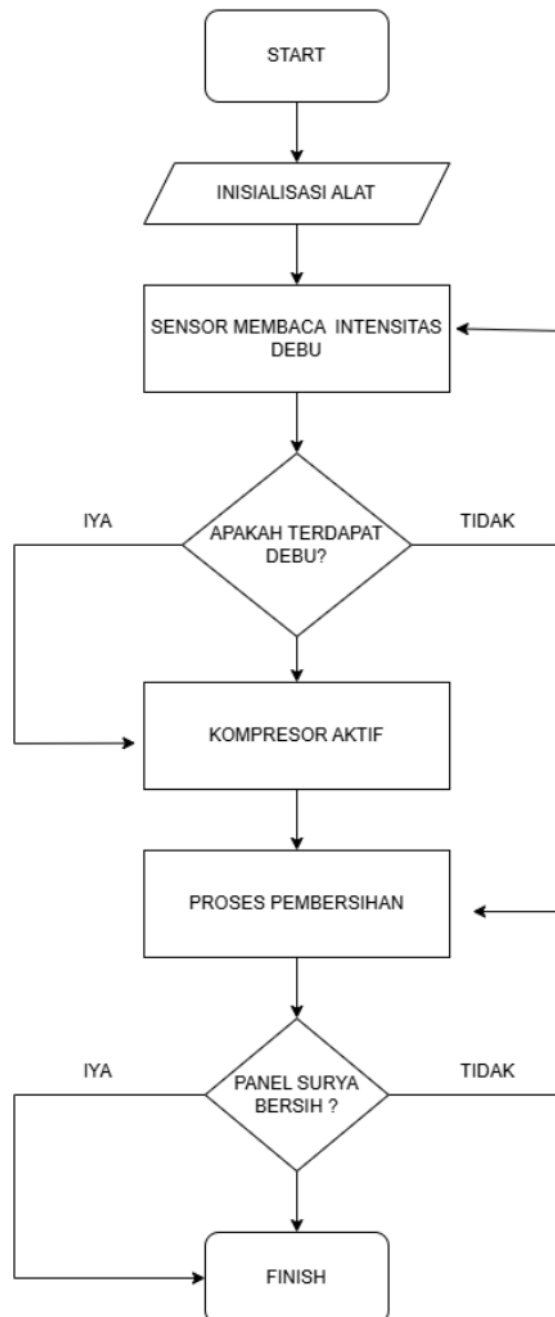 START
INISIALISASI ALAT
SENSOR MEMBACA INTENSITAS
DEBU
IYA
APAKAH TERDAPAT
DEBU?
TIDAK
KOMPRESOR AKTIF
PROSES PEMBERSIHAN
IYA
PANEL SURYA
BERSIH ?
TIDAK
FINISH